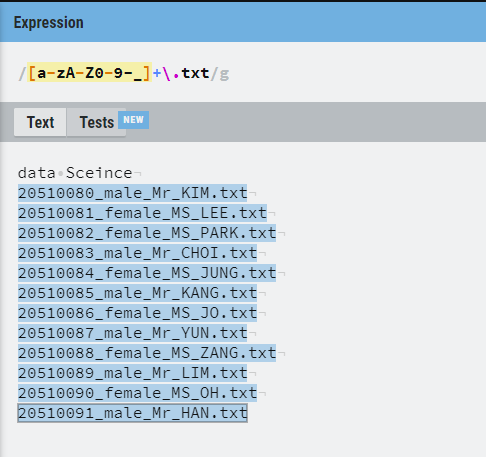 Expression
/[a-zA-Z0-9-_]+\.txt/g
Text Tests NEW
data Sceince
20510080_male_Mr_KIM.txt
20510081_female_MS_LEE.txt
20510082_female_MS_PARK.txt
20510083_male_Mr_CHOI.txt
20510084_female_MS_JUNG.txt
20510085_male_Mr_KANG.txt
20510086_female_MS_JO.txt
20510087_male_Mr_YUN.txt
20510088_female_MS_ZANG.txt
20510089_male_Mr_LIM.txt
20510090_female_MS_OH.txt
20510091_male_Mr_HAN.txt